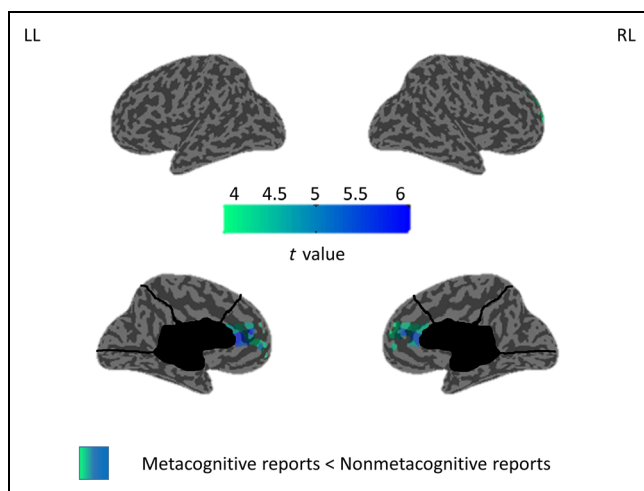 LL RL
4 4.5 5 5.5 6
t value
Metacognitive reports < Nonmetacognitive reports